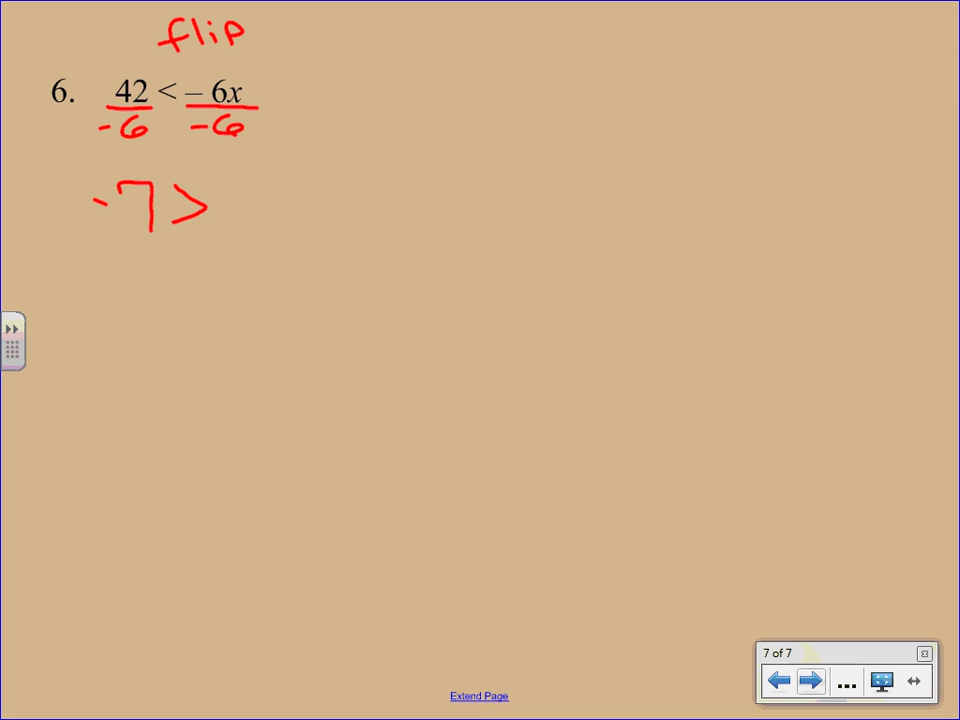 flip
6. 42 < – 6x
-6 -6
-7 >
7 of 7
...
Extend Page